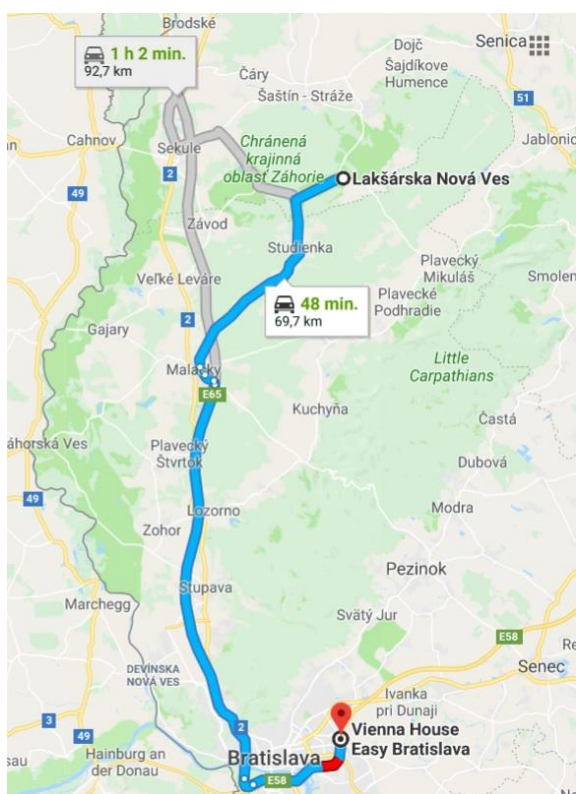 Brodské
1 h 2 min.
92,7 km
Dojč
Senica
Čáry
Šajdíkove
Humence
Šaštín - Stráže
51
Cahnov
Sekule
Chránená
krajinná
oblasť Záhorie
Jablonic
2
Lakšárska Nová Ves
49
Závod
Studienka
Plavecký
Mikuláš
Smolen
Veľké Leváre
48 min.
69,7 km
Plavecké
Podhradie
2
Gajary
Little
Carpathians
Malacky
E65
Kuchyňa
Častá
áhorská Ves
Plavecký
Štvrtok
Dubová
49
Lozorno
Modra
Zohor
Pezinok
Stupava
Marchegg
Svätý Jur
E58
Senec
DEVÍNSKA
NOVÁ VES
Ivanka
pri Dunaji
3
2
Vienna House
Easy Bratislava
Hainburg an
der Donau
Bratislava
E58